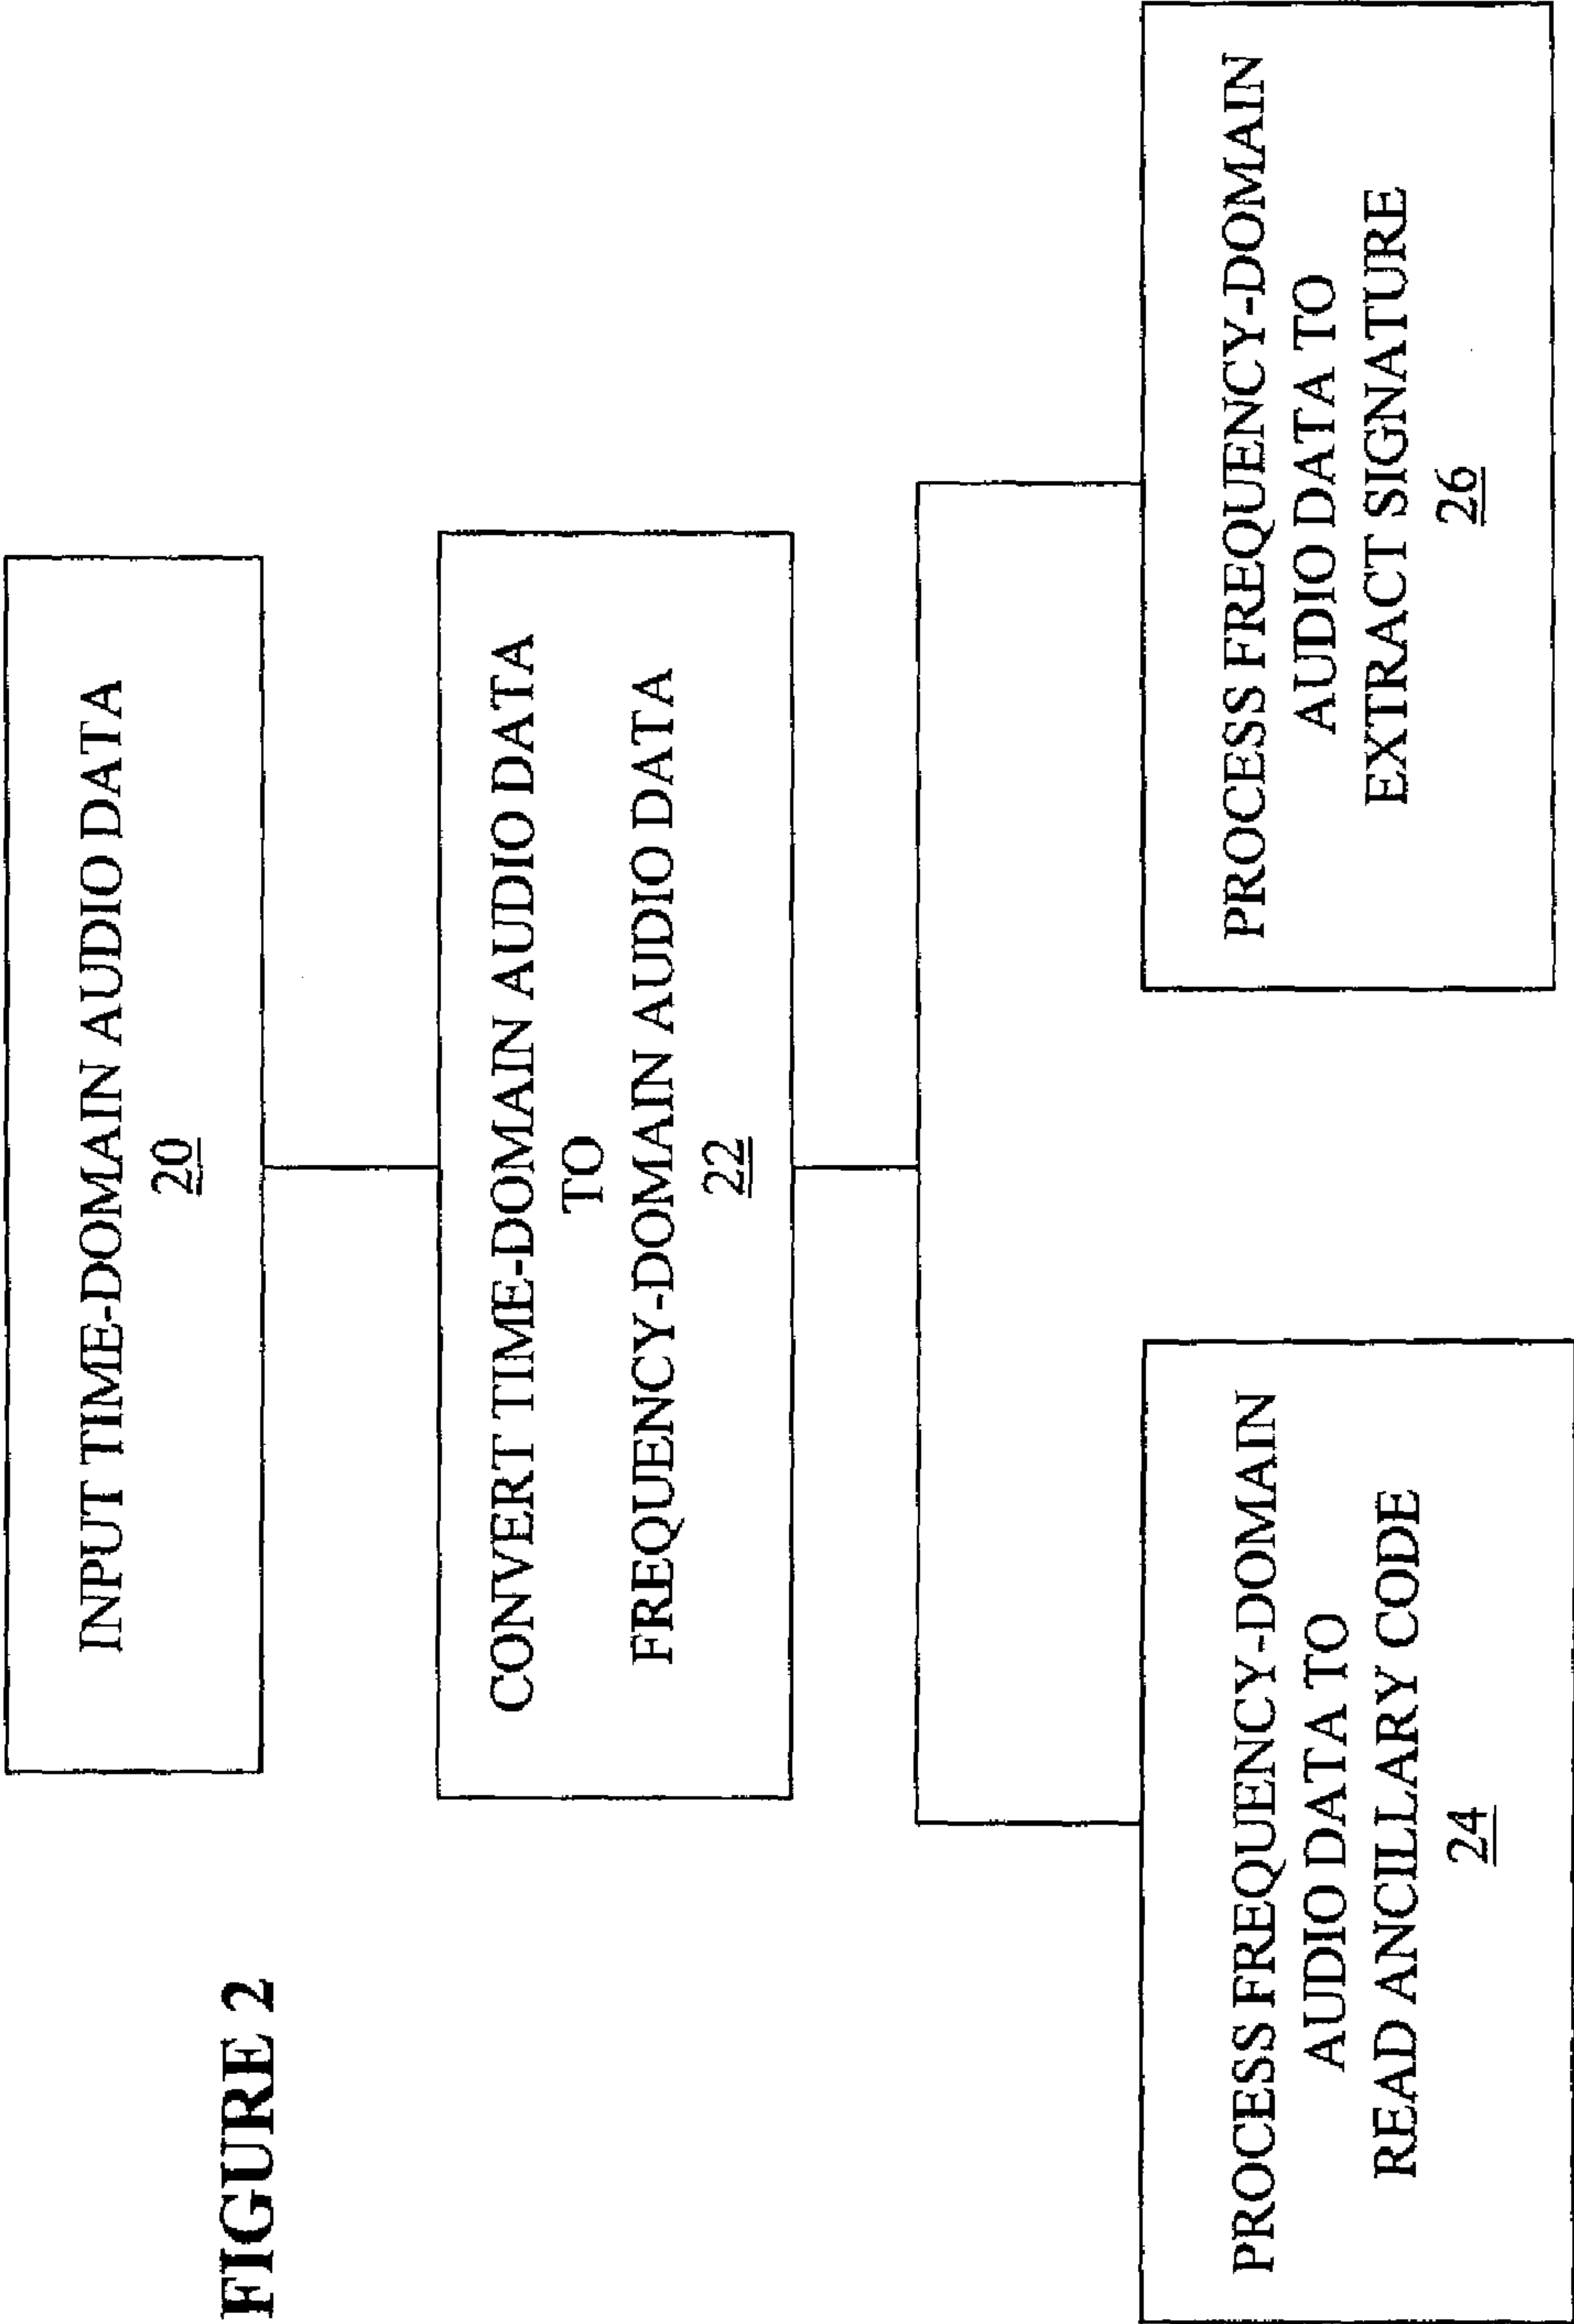 FIGURE 2
INPUT TIME-DOMAIN AUDIO DATA
20
CONVERT TIME-DOMAIN AUDIO DATA
TO
FREQUENCY-DOMAIN AUDIO DATA
22
PROCESS FREQUENCY-DOMAIN
AUDIO DATA TO
READ ANCILLARY CODE
24
PROCESS FREQUENCY-DOMAIN
AUDIO DATA TO
EXTRACT SIGNATURE
26